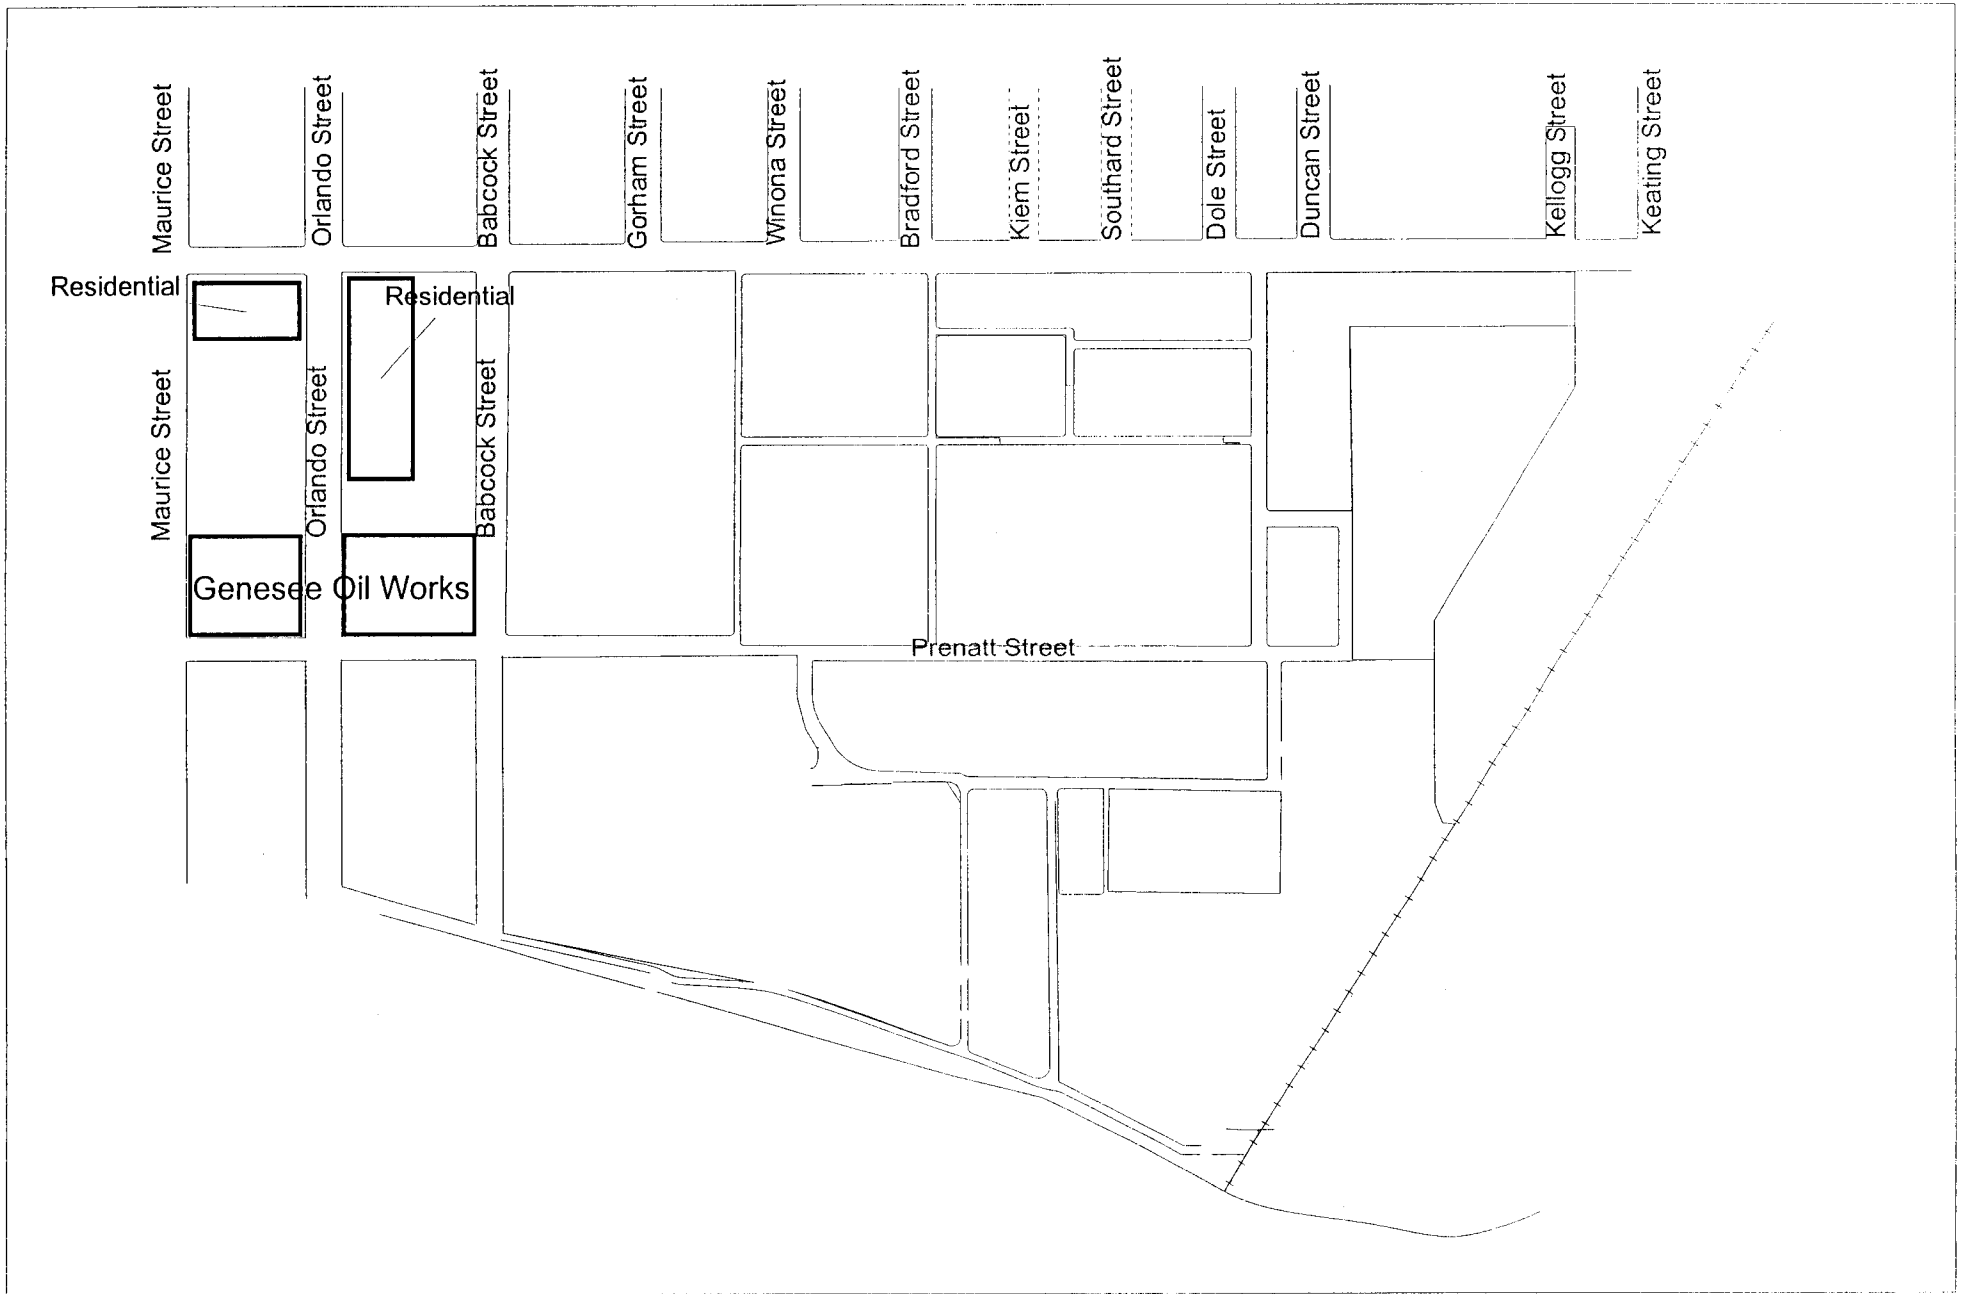 Maurice Street
Orlando Street
Babcock Street
Gorham Street
Winona Street
Bradford Street
Kiem Street
Southard Street
Dole Street
Duncan Street
Kellogg Street
Keating Street
Residential
Residential
Maurice Street
Orlando Street
Babcock Street
Genesee Oil Works
Prenatt Street